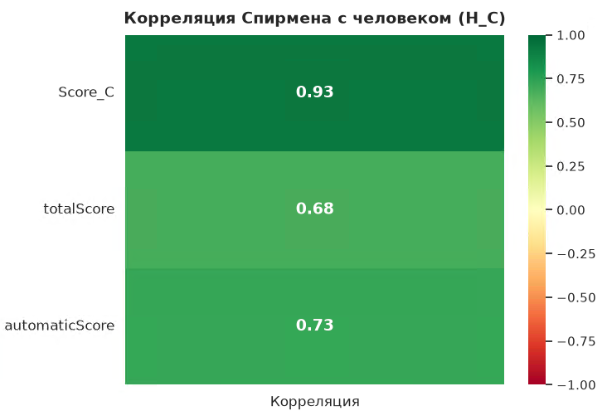 Корреляция Спирмена с человеком (H_C)
Score_C
0.93
totalScore
0.68
automaticScore
0.73
Корреляция
1.00
0.75
0.50
0.25
0.00
−0.25
−0.50
−0.75
−1.00